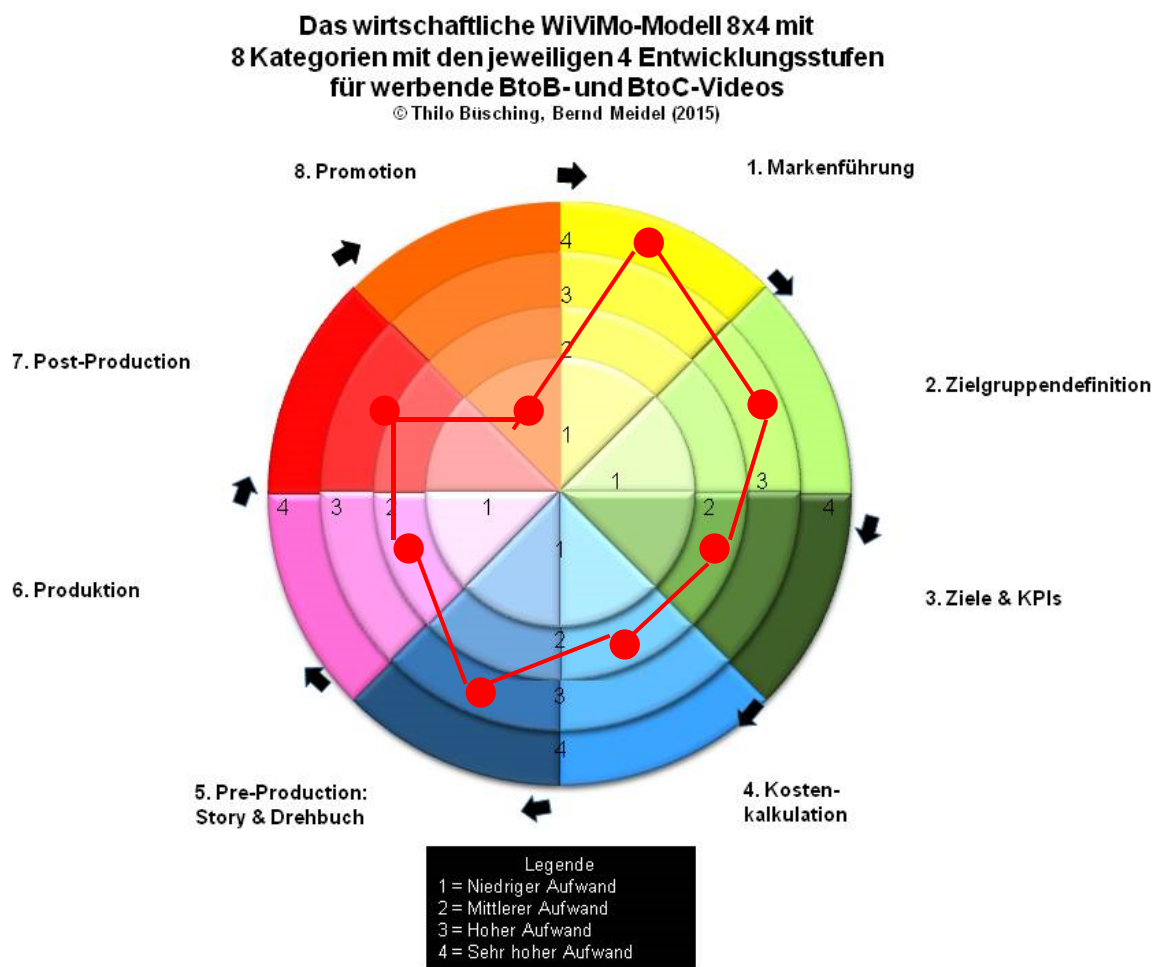 Das wirtschaftliche WiViMo-Modell 8x4 mit
8 Kategorien mit den jeweiligen 4 Entwicklungsstufen
für werbende BtoB- und BtoC-Videos
© Thilo Büsching, Bernd Meidel (2015)
8. Promotion
1. Markenführung
4
3
2
1
7. Post-Production
2. Zielgruppendefinition
1
3
4
3
2
1
2
4
1
6. Produktion
3. Ziele & KPIs
2
3
4
5. Pre-Production:
Story & Drehbuch
4. Kosten-
kalkulation
Legende
1 = Niedriger Aufwand
2 = Mittlerer Aufwand
3 = Hoher Aufwand
4 = Sehr hoher Aufwand